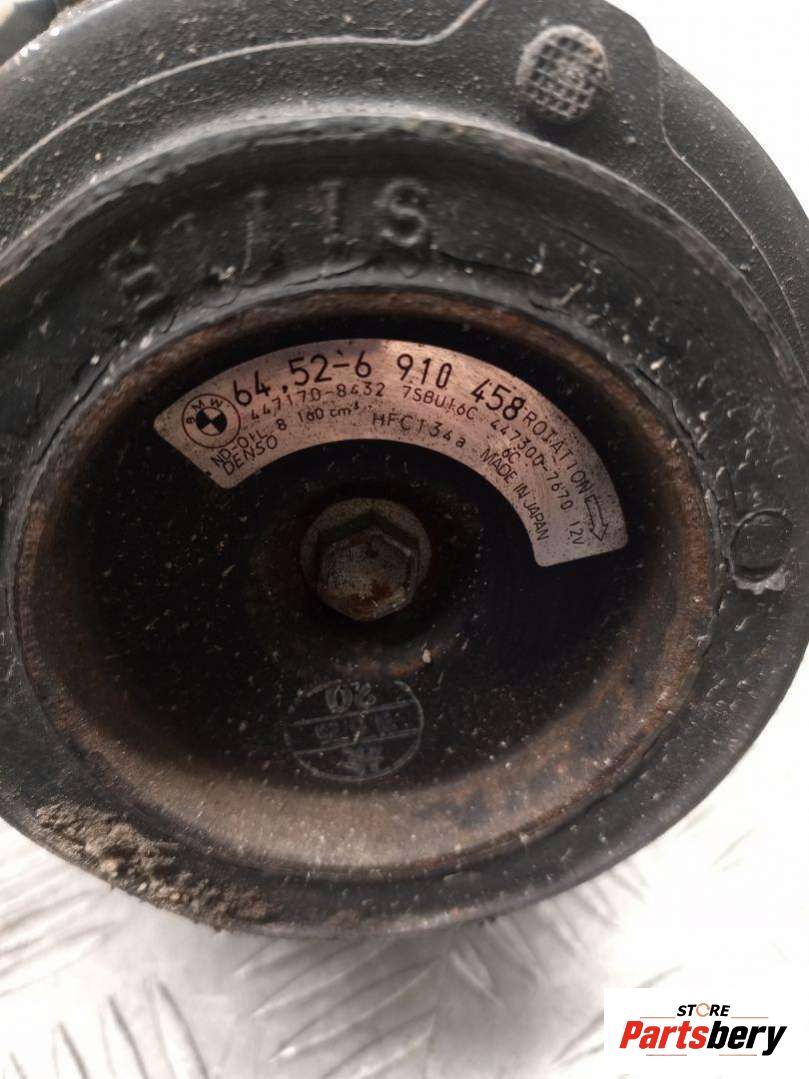 BMW
64.52-6 910 458
447170-8432 7SBU16C 447300-7670 12V
ND-OIL 8 160 cm³ HFC134a
DENSO
MADE IN JAPAN
ROTATION
STORE
Partsbery